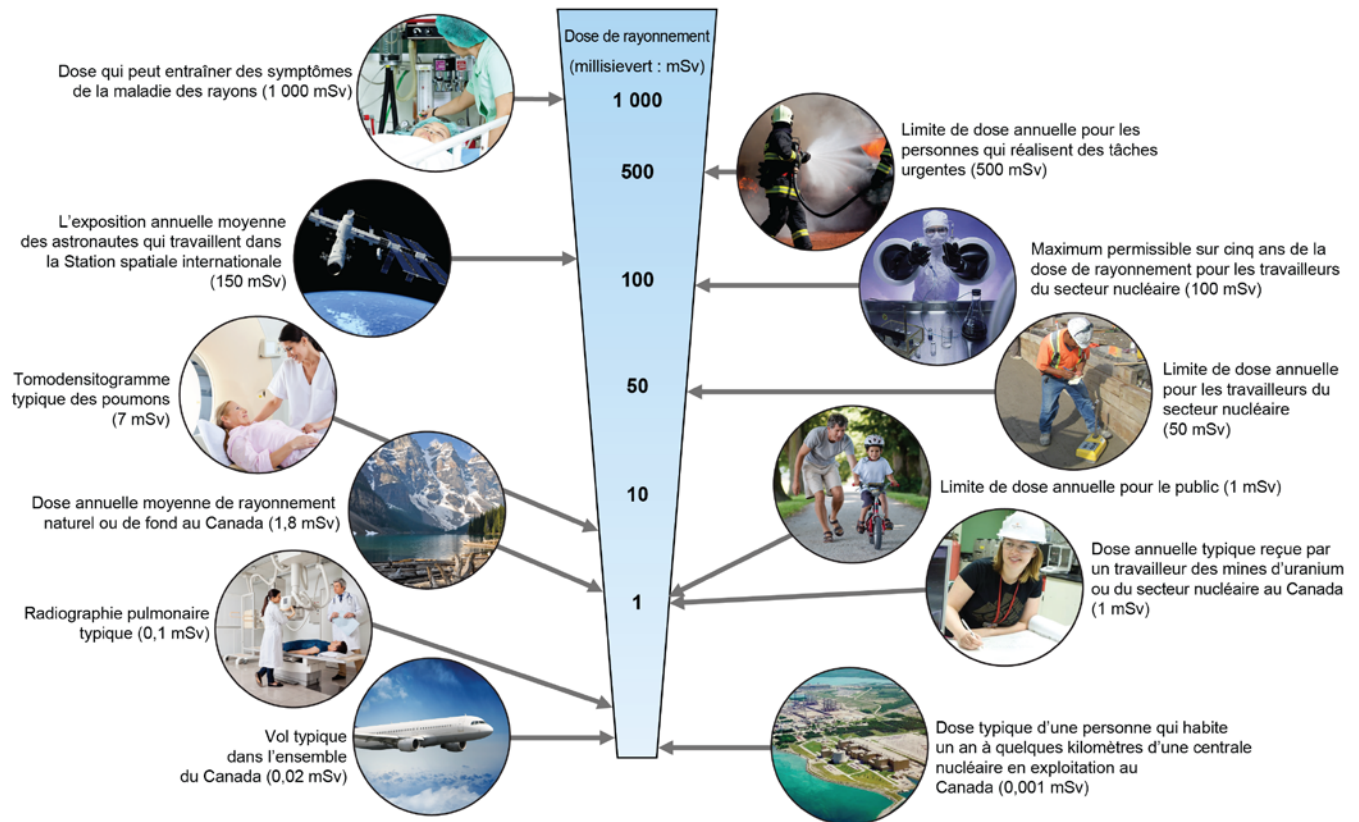 Dose de rayonnement
(millisievert : mSv)
1 000
500
100
50
10
1
Dose qui peut entraîner des symptômes
de la maladie des rayons (1 000 mSv)
Limite de dose annuelle pour les
personnes qui réalisent des tâches
urgentes (500 mSv)
L'exposition annuelle moyenne
des astronautes qui travaillent dans
la Station spatiale internationale
(150 mSv)
Maximum permissible sur cinq ans de la
dose de rayonnement pour les travailleurs
du secteur nucléaire (100 mSv)
Tomodensitogramme
typique des poumons
(7 mSv)
Limite de dose annuelle
pour les travailleurs du
secteur nucléaire
(50 mSv)
Dose annuelle moyenne de rayonnement
naturel ou de fond au Canada (1,8 mSv)
Limite de dose annuelle pour le public (1 mSv)
Dose annuelle typique reçue par
un travailleur des mines d'uranium
ou du secteur nucléaire au Canada
(1 mSv)
Radiographie pulmonaire
typique (0,1 mSv)
Vol typique
dans l'ensemble
du Canada (0,02 mSv)
Dose typique d'une personne qui habite
un an à quelques kilomètres d'une centrale
nucléaire en exploitation au
Canada (0,001 mSv)